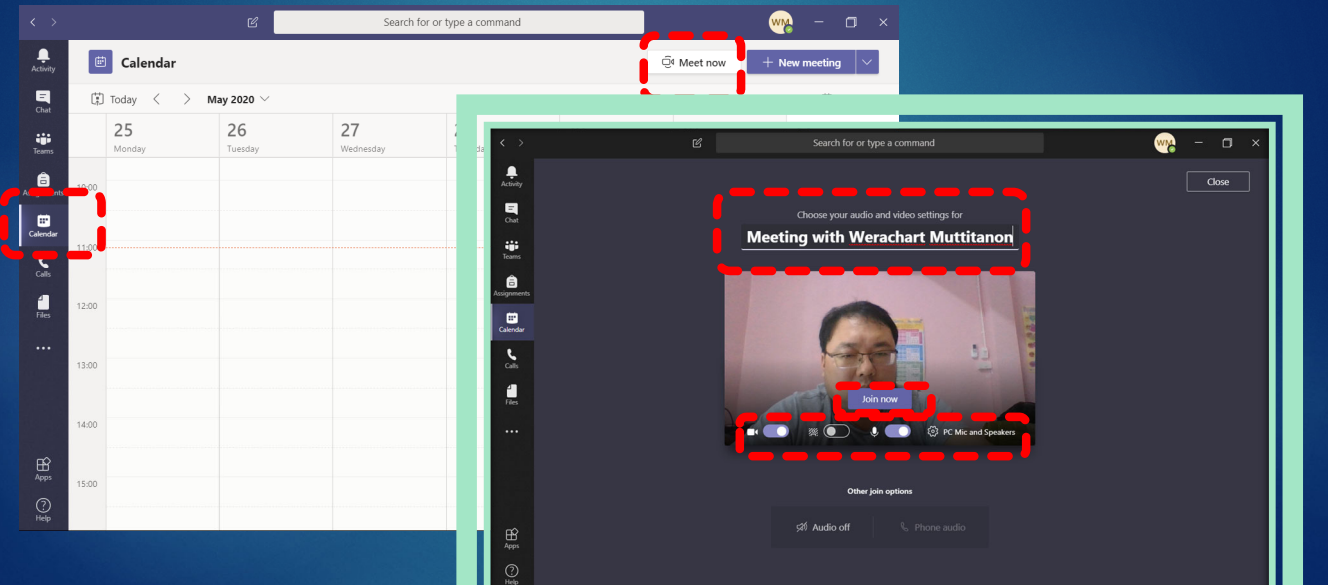 Search for or type a command
WM
Activity
Calendar
Meet now
+ New meeting
Chat
Today
May 2020
Teams
25
26
27
Monday
Tuesday
Wednesday
10:00
Calendar
11:00
Calls
Files
12:00
13:00
14:00
15:00
Apps
Help
Search for or type a command
WM
Activity
Close
Chat
Choose your audio and video settings for
Meeting with Werachart Muttitanon
Teams
Assignments
Calendar
Calls
Files
Join now
PC Mic and Speakers
Other join options
Audio off
Phone audio
Apps
Help